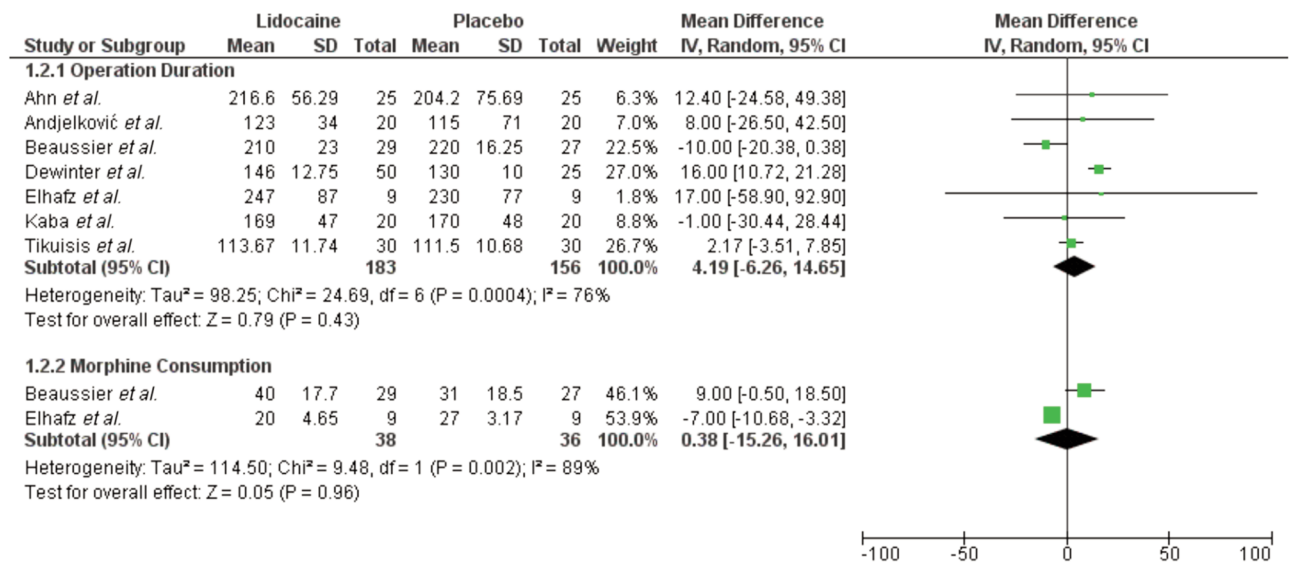 Lidocaine Placebo Mean Difference Mean Difference
Study or Subgroup Mean SD Total Mean SD Total Weight IV, Random, 95% CI IV, Random, 95% CI
1.2.1 Operation Duration
Ahn et al. 216.6 56.29 25 204.2 75.69 25 6.3% 12.40 [-24.58, 49.38]
Andjelković et al. 123 34 20 115 71 20 7.0% 8.00 [-26.50, 42.50]
Beaussier et al. 210 23 29 220 16.25 27 22.5% -10.00 [-20.38, 0.38]
Dewinter et al. 146 12.75 50 130 10 25 27.0% 16.00 [10.72, 21.28]
Elhafz et al. 247 87 9 230 77 9 1.8% 17.00 [-58.90, 92.90]
Kaba et al. 169 47 20 170 48 20 8.8% -1.00 [-30.44, 28.44]
Tikuisis et al. 113.67 11.74 30 111.5 10.68 30 26.7% 2.17 [-3.51, 7.85]
Subtotal (95% CI) 183 156 100.0% 4.19 [-6.26, 14.65]
Heterogeneity: Tau² = 98.25; Chi² = 24.69, df = 6 (P = 0.0004); I² = 76%
Test for overall effect: Z = 0.79 (P = 0.43)
1.2.2 Morphine Consumption
Beaussier et al. 40 17.7 29 31 18.5 27 46.1% 9.00 [-0.50, 18.50]
Elhafz et al. 20 4.65 9 27 3.17 9 53.9% -7.00 [-10.68, -3.32]
Subtotal (95% CI) 38 36 100.0% 0.38 [-15.26, 16.01]
Heterogeneity: Tau² = 114.50; Chi² = 9.48, df = 1 (P = 0.002); I² = 89%
Test for overall effect: Z = 0.05 (P = 0.96)
-100 -50 0 50 100